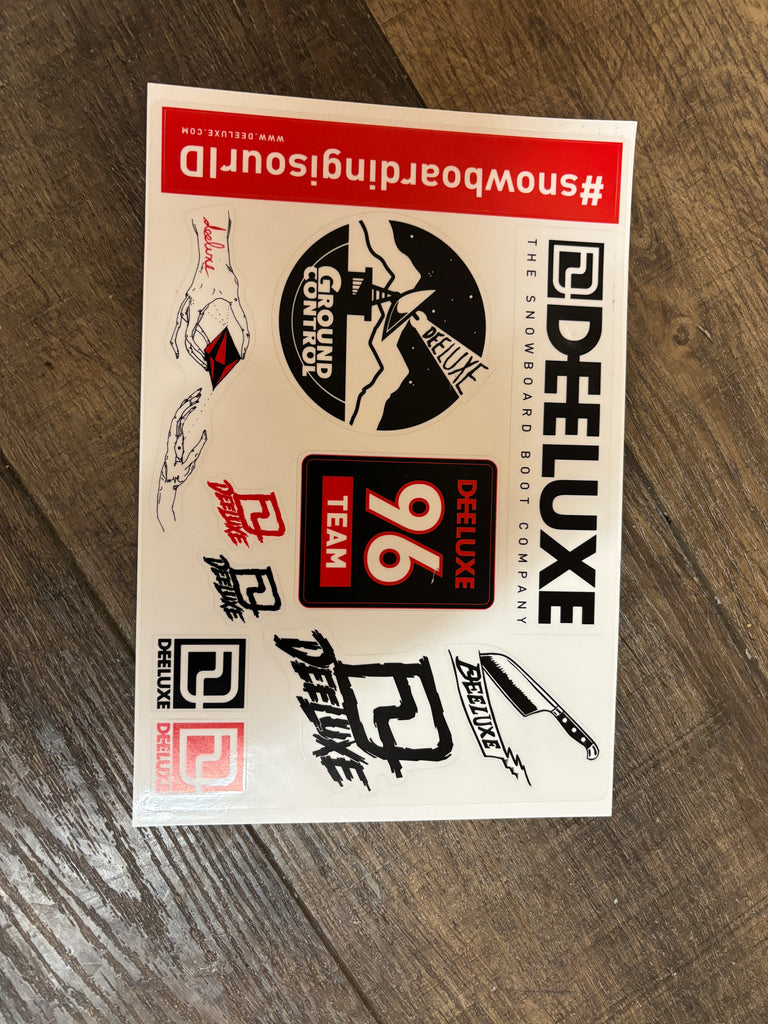 #snowboardingisourID
WWW.DEELUXE.COM
DEELUXE
THE SNOWBOARD BOOT COMPANY
DEELUXE
GROUND
CONTROL
deeluxe
DEELUXE
96
TEAM
DEELUXE
DEELUXE
DEELUXE
DEELUXE
DEELUXE
DEELUXE